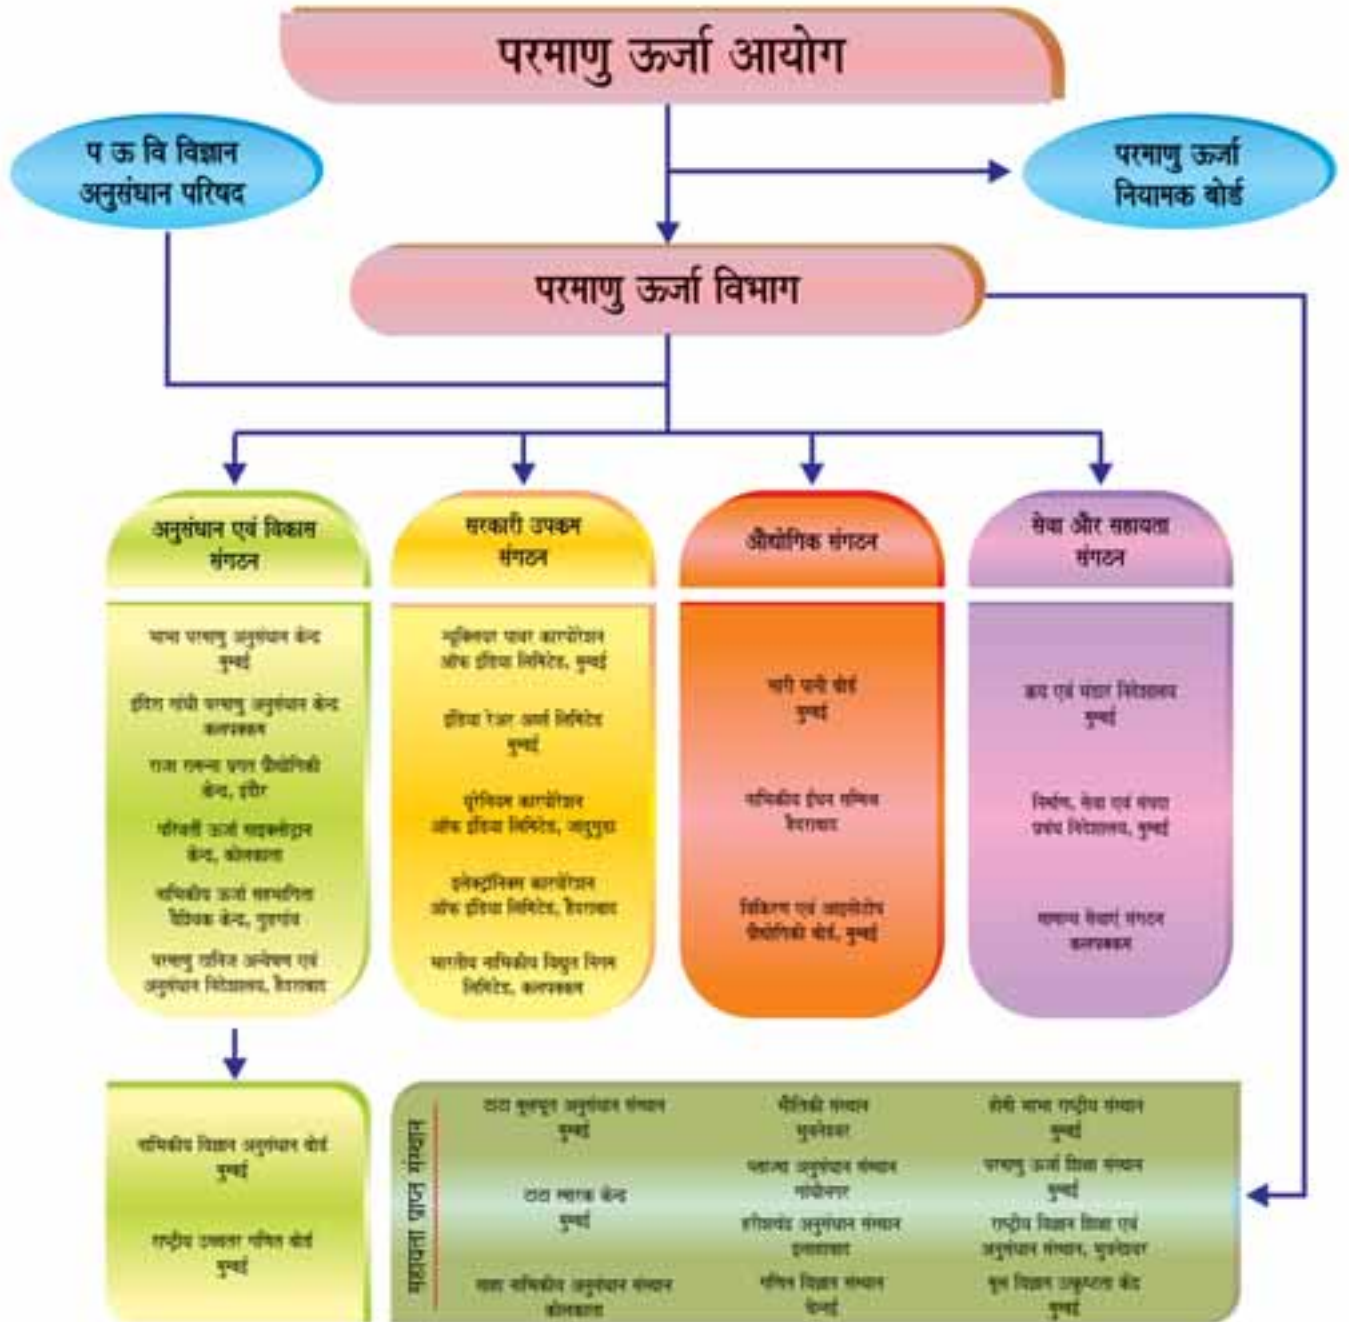 परमाणु ऊर्जा आयोग
प ऊ वि विज्ञान
अनुसंधान परिषद
परमाणु ऊर्जा
नियामक बोर्ड
परमाणु ऊर्जा विभाग
अनुसंधान एवं विकास
संगठन
भाभा परमाणु अनुसंधान केन्द्र
मुम्बई
इंदिरा गांधी परमाणु अनुसंधान केन्द्र
कलपक्कम
राजा रामन्ना प्रगत प्रौद्योगिकी
केन्द्र, इंदौर
परिवर्ती ऊर्जा साइक्लोट्रान
केन्द्र, कोलकाता
नाभिकीय ऊर्जा सहभागिता
वैश्विक केन्द्र, गुड़गांव
परमाणु खनिज अन्वेषण एवं
अनुसंधान निदेशालय, हैदराबाद
सरकारी उपक्रम
संगठन
न्यूक्लियर पावर कारपोरेशन
ऑफ इंडिया लिमिटेड, मुम्बई
इंडिया रेअर अर्थ्स लिमिटेड
मुम्बई
यूरेनियम कारपोरेशन
ऑफ इंडिया लिमिटेड, जादुगुडा
इलेक्ट्रॉनिक्स कारपोरेशन
ऑफ इंडिया लिमिटेड, हैदराबाद
भारतीय नाभिकीय विद्युत निगम
लिमिटेड, कलपक्कम
औद्योगिक संगठन
भारी पानी बोर्ड
मुम्बई
नाभिकीय ईंधन सम्मिश्र
हैदराबाद
विकिरण एवं आइसोटोप
प्रौद्योगिकी बोर्ड, मुम्बई
सेवा और सहायता
संगठन
क्रय एवं भंडार निदेशालय
मुम्बई
निर्माण, सेवा एवं संपदा
प्रबंध निदेशालय, मुम्बई
सामान्य सेवाएं संगठन
कलपक्कम
नाभिकीय विज्ञान अनुसंधान बोर्ड
मुम्बई
राष्ट्रीय उच्चतर गणित बोर्ड
मुम्बई
सहायता प्राप्त संस्थान
टाटा मूलभूत अनुसंधान संस्थान
मुम्बई
टाटा स्मारक केन्द्र
मुम्बई
साहा नाभिकीय अनुसंधान संस्थान
कोलकाता
भौतिकी संस्थान
भुवनेश्वर
प्लाज्मा अनुसंधान संस्थान
गांधीनगर
हरीशचंद्र अनुसंधान संस्थान
इलाहाबाद
गणित विज्ञान संस्थान
चेन्नई
होमी भाभा राष्ट्रीय संस्थान
मुम्बई
परमाणु ऊर्जा शिक्षा संस्थान
मुम्बई
राष्ट्रीय विज्ञान शिक्षा एवं
अनुसंधान संस्थान, भुवनेश्वर
मूल विज्ञान उत्कृष्टता केंद्र
मुम्बई